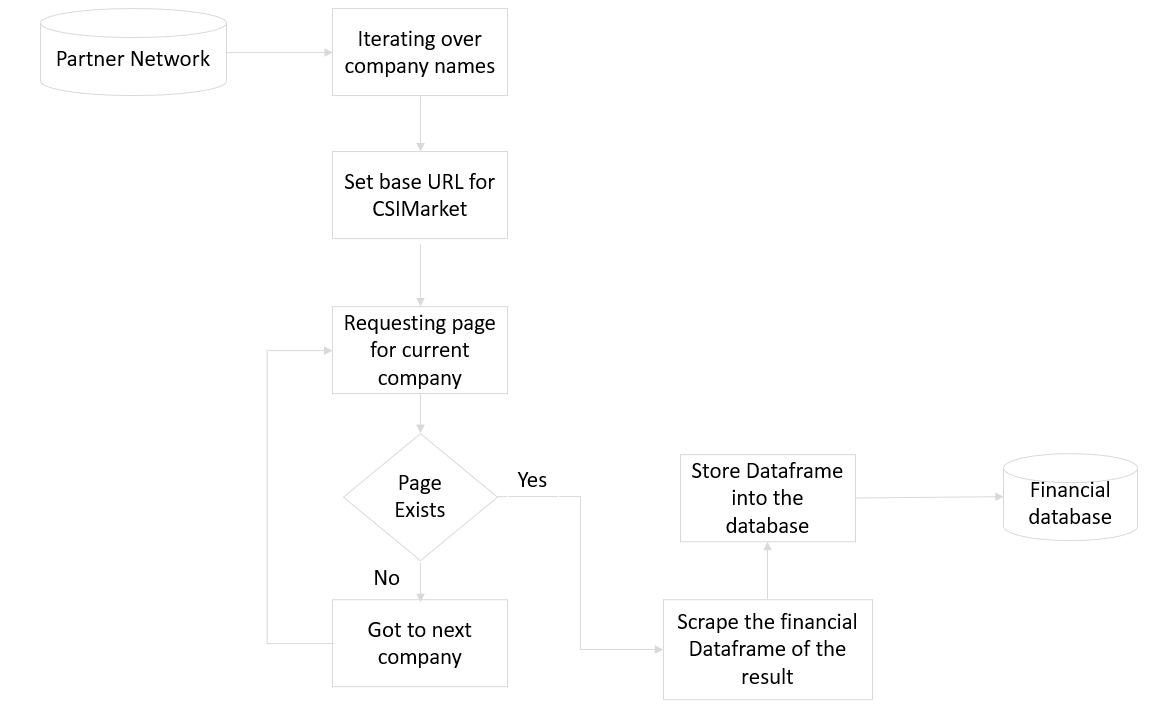 Partner Network
Iterating over
company names
Set base URL for
CSIMarket
Requesting page
for current
company
Page
Exists
Yes
No
Got to next
company
Scrape the financial
Dataframe of the
result
Store Dataframe
into the
database
Financial
database